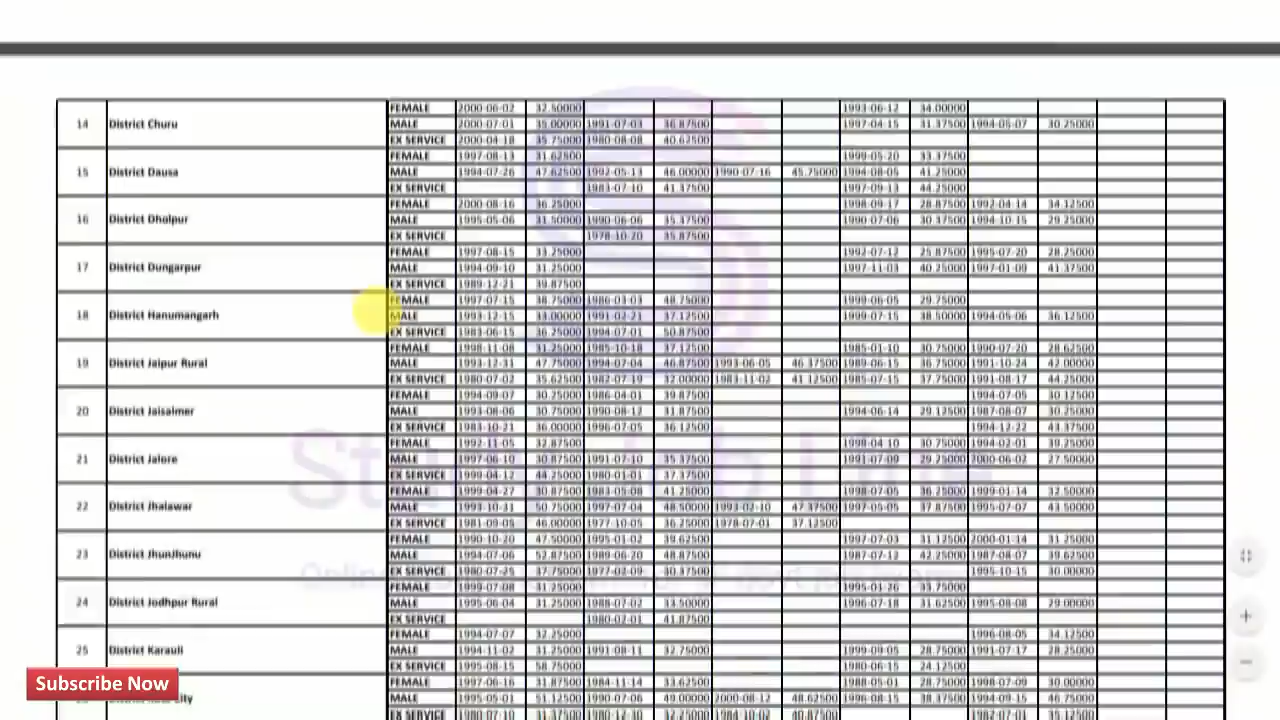 FEMALE 2000-06-02 32.50000 1993-06-12 34.00000
14 District Churu MALE 2000-07-01 35.00000 1991-07-03 36.87500 1997-04-15 31.37500 1994-05-07 30.25000
EX SERVICE 2000-04-18 35.75000 1980-08-08 40.62500
FEMALE 1997-08-13 31.62500 1999-05-20 33.37500
15 District Dausa MALE 1994-07-26 47.62500 1992-05-13 46.00000 1990-07-16 45.75000 1994-08-05 41.25000
EX SERVICE 1983-07-10 41.37500 1997-09-13 44.25000
FEMALE 2000-08-16 36.25000 1998-09-17 28.87500 1992-04-14 34.12500
16 District Dholpur MALE 1995-05-06 31.50000 1990-06-06 35.37500 1990-07-06 30.37500 1994-10-15 29.25000
EX SERVICE 1978-10-20 35.87500
FEMALE 1997-08-15 33.25000 1992-07-12 25.87500 1995-07-20 28.25000
17 District Dungarpur MALE 1994-09-10 31.25000 1997-11-03 40.25000 1997-01-09 41.37500
EX SERVICE 1989-12-21 39.87500
FEMALE 1997-07-15 38.75000 1986-03-03 48.75000 1999-06-05 29.75000
18 District Hanumangarh MALE 1993-12-15 33.00000 1991-02-21 37.12500 1999-07-15 38.50000 1994-05-06 36.12500
EX SERVICE 1983-06-15 36.25000 1994-07-01 50.87500
FEMALE 1998-11-08 31.25000 1985-10-18 37.12500 1985-01-10 30.75000 1990-07-20 28.62500
19 District Jaipur Rural MALE 1993-12-31 47.75000 1994-07-04 46.87500 1993-06-05 46.37500 1989-06-15 36.75000 1991-10-24 42.00000
EX SERVICE 1980-07-02 35.62500 1982-07-19 32.00000 1983-11-02 41.12500 1985-07-15 37.75000 1991-08-17 44.25000
FEMALE 1994-09-07 30.25000 1986-04-01 39.87500 1994-07-05 30.12500
20 District Jaisalmer MALE 1993-08-06 30.75000 1990-08-12 31.87500 1994-06-14 29.12500 1987-08-07 30.25000
EX SERVICE 1983-10-21 36.00000 1996-07-05 36.12500 1994-12-22 43.37500
FEMALE 1992-11-05 32.87500 1998-04-10 30.75000 1994-02-01 39.25000
21 District Jalore MALE 1997-06-10 30.87500 1991-07-10 35.37500 1991-07-09 29.25000 2000-06-02 27.50000
EX SERVICE 1999-04-12 44.25000 1980-01-01 37.37500
FEMALE 1999-04-27 30.87500 1983-05-08 41.25000 1998-07-05 36.25000 1999-01-14 32.50000
22 District Jhalawar MALE 1993-10-31 50.75000 1997-07-04 48.50000 1993-02-10 47.37500 1997-05-05 37.87500 1995-07-07 43.50000
EX SERVICE 1981-09-05 46.00000 1977-10-05 36.25000 1978-07-01 37.12500
FEMALE 1990-10-20 47.50000 1995-01-02 39.62500 1997-07-03 31.12500 2000-01-14 31.25000
23 District Jhunjhunu MALE 1994-07-06 52.87500 1989-06-20 48.87500 1987-07-12 42.25000 1987-08-07 39.62500
EX SERVICE 1980-07-25 37.75000 1977-02-09 30.37500 1995-10-15 30.00000
FEMALE 1999-07-08 31.25000 1995-01-26 33.75000
24 District Jodhpur Rural MALE 1995-06-04 31.25000 1988-07-02 33.50000 1996-07-18 31.62500 1995-08-08 29.00000
EX SERVICE 1980-02-01 41.87500
FEMALE 1994-07-07 32.25000 1996-08-05 34.12500
25 District Karauli MALE 1994-11-02 31.25000 1991-08-11 32.75000 1999-09-05 28.75000 1991-07-17 28.25000
EX SERVICE 1995-08-15 58.75000 1980-06-15 24.12500
FEMALE 1997-06-16 31.87500 1984-11-14 33.62500 1988-05-01 28.75000 1998-07-09 30.00000
City MALE 1995-05-01 51.12500 1990-07-06 49.00000 2000-08-12 48.62500 1996-08-15 38.37500 1994-09-15 46.75000
EX SERVICE 1980-07-10 31.37500 1980-12-30 32.25000 1984-10-02 40.87500 1982-07-01 35.12500
Subscribe Now